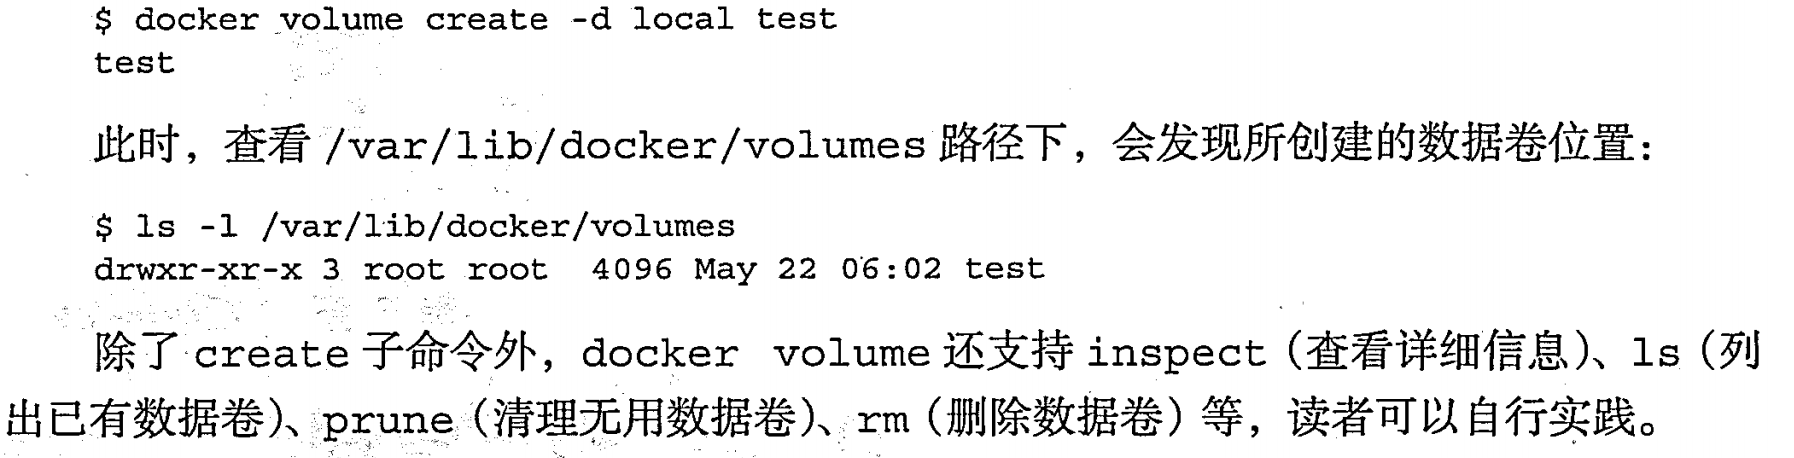 $ docker volume create -d local test
test
此时，查看 /var/lib/docker/volumes 路径下，会发现所创建的数据卷位置：
$ ls -l /var/lib/docker/volumes
drwxr-xr-x 3 root root  4096 May 22 06:02 test
除了 create 子命令外，docker volume 还支持 inspect（查看详细信息）、ls（列
出已有数据卷）、prune（清理无用数据卷）、rm（删除数据卷）等，读者可以自行实践。